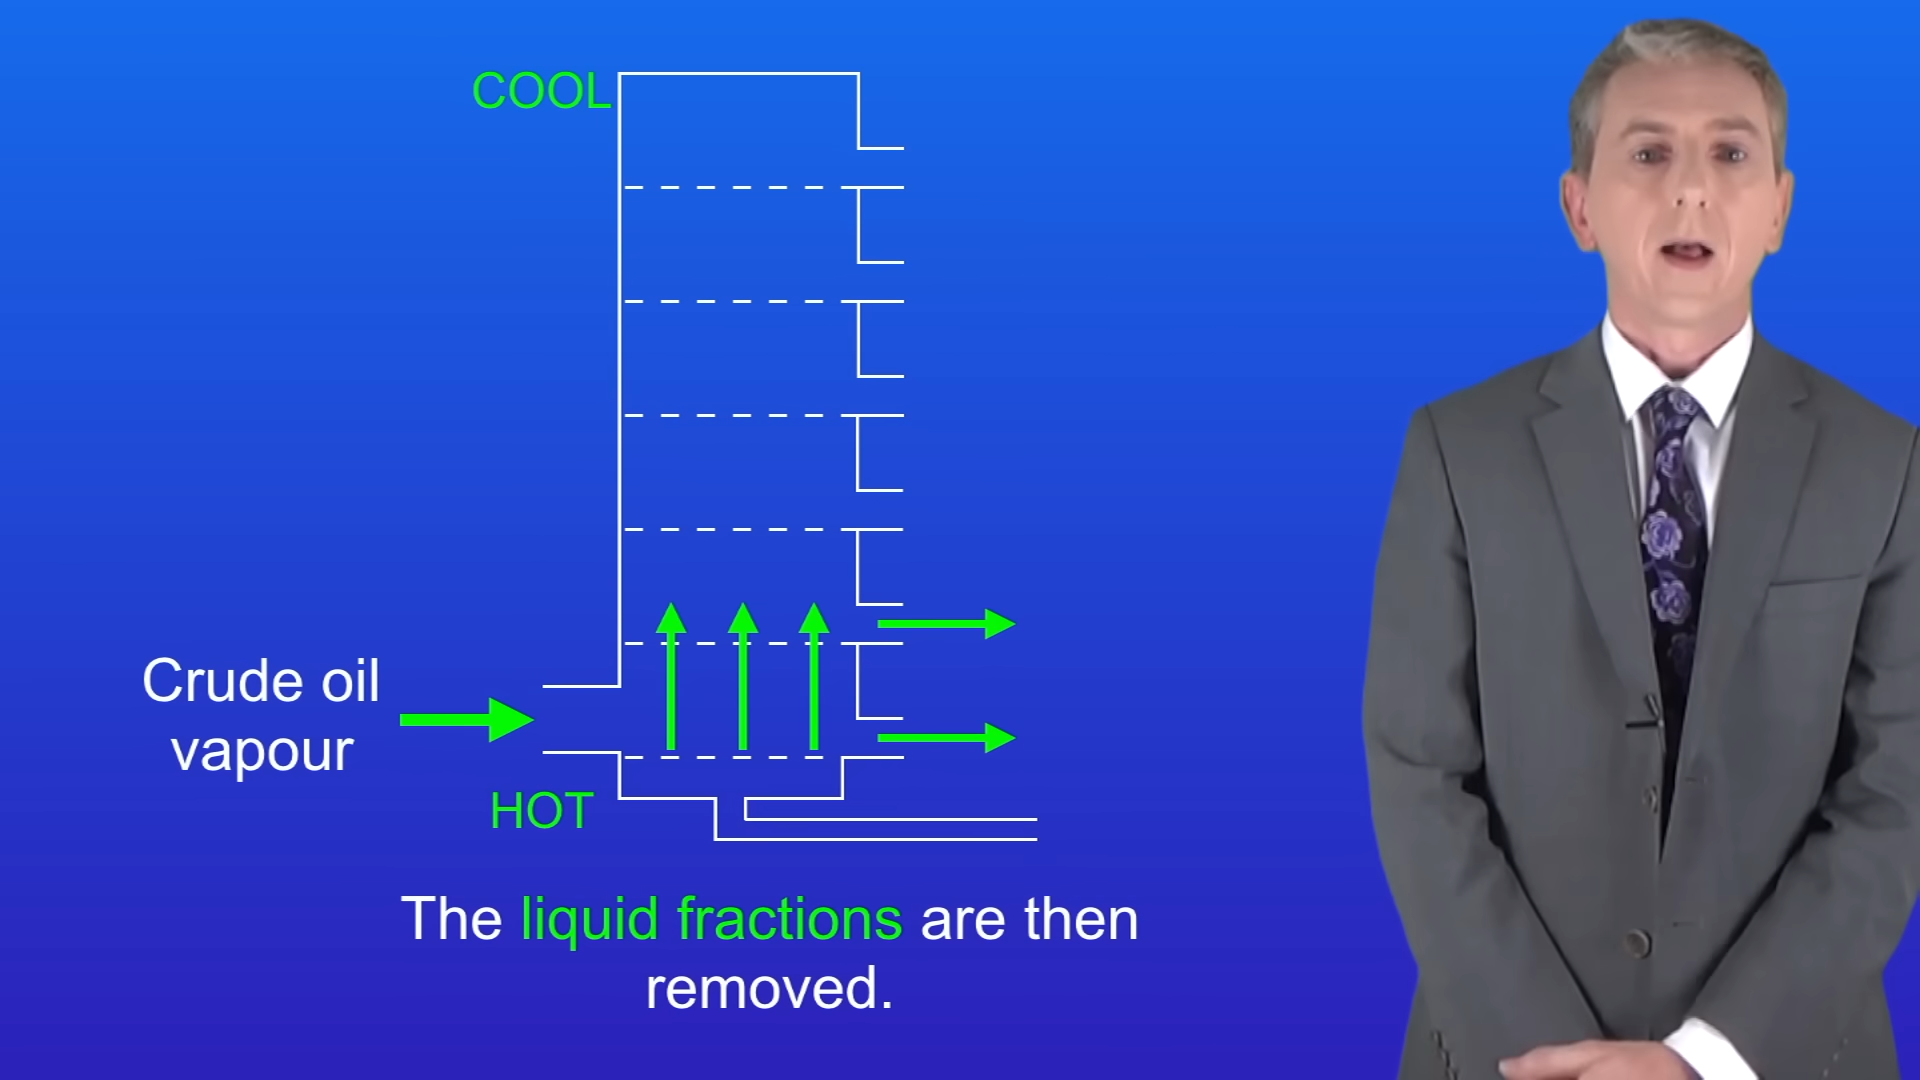 COOL
Crude oil
vapour
HOT
The liquid fractions are then
removed.